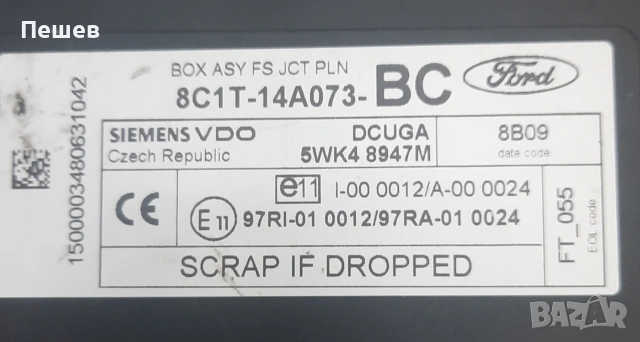 Пешев
BOX ASY FS JCT PLN
8C1T-14A073-BC
Ford
SIEMENS VDO
Czech Republic
DCUGA
5WK4 8947M
8B09
date code
1500003480631042
CE
e11 I-00 0012/A-00 0024
E11 97RI-01 0012/97RA-01 0024
FT_055
EOL code
SCRAP IF DROPPED
BAZAR